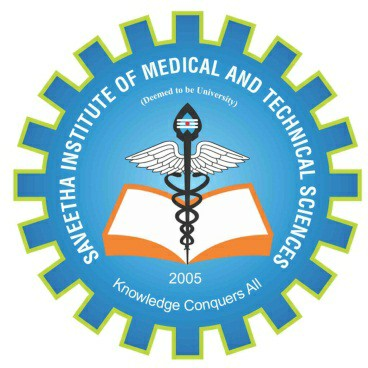 SAVEETHA INSTITUTE OF MEDICAL AND TECHNICAL SCIENCES
(Deemed to be University)
2005
Knowledge Conquers All